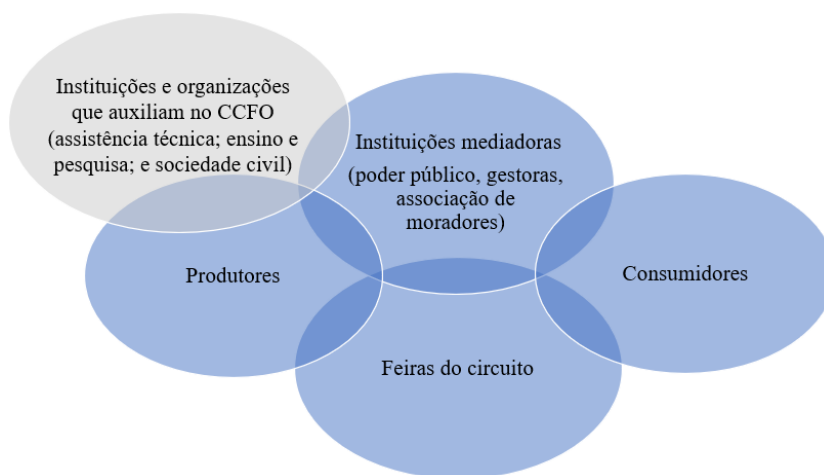 Instituições e organizações
que auxiliam no CCFO
(assistência técnica; ensino e
pesquisa; e sociedade civil)
Instituições mediadoras
(poder público, gestoras,
associação de
moradores)
Produtores
Consumidores
Feiras do circuito